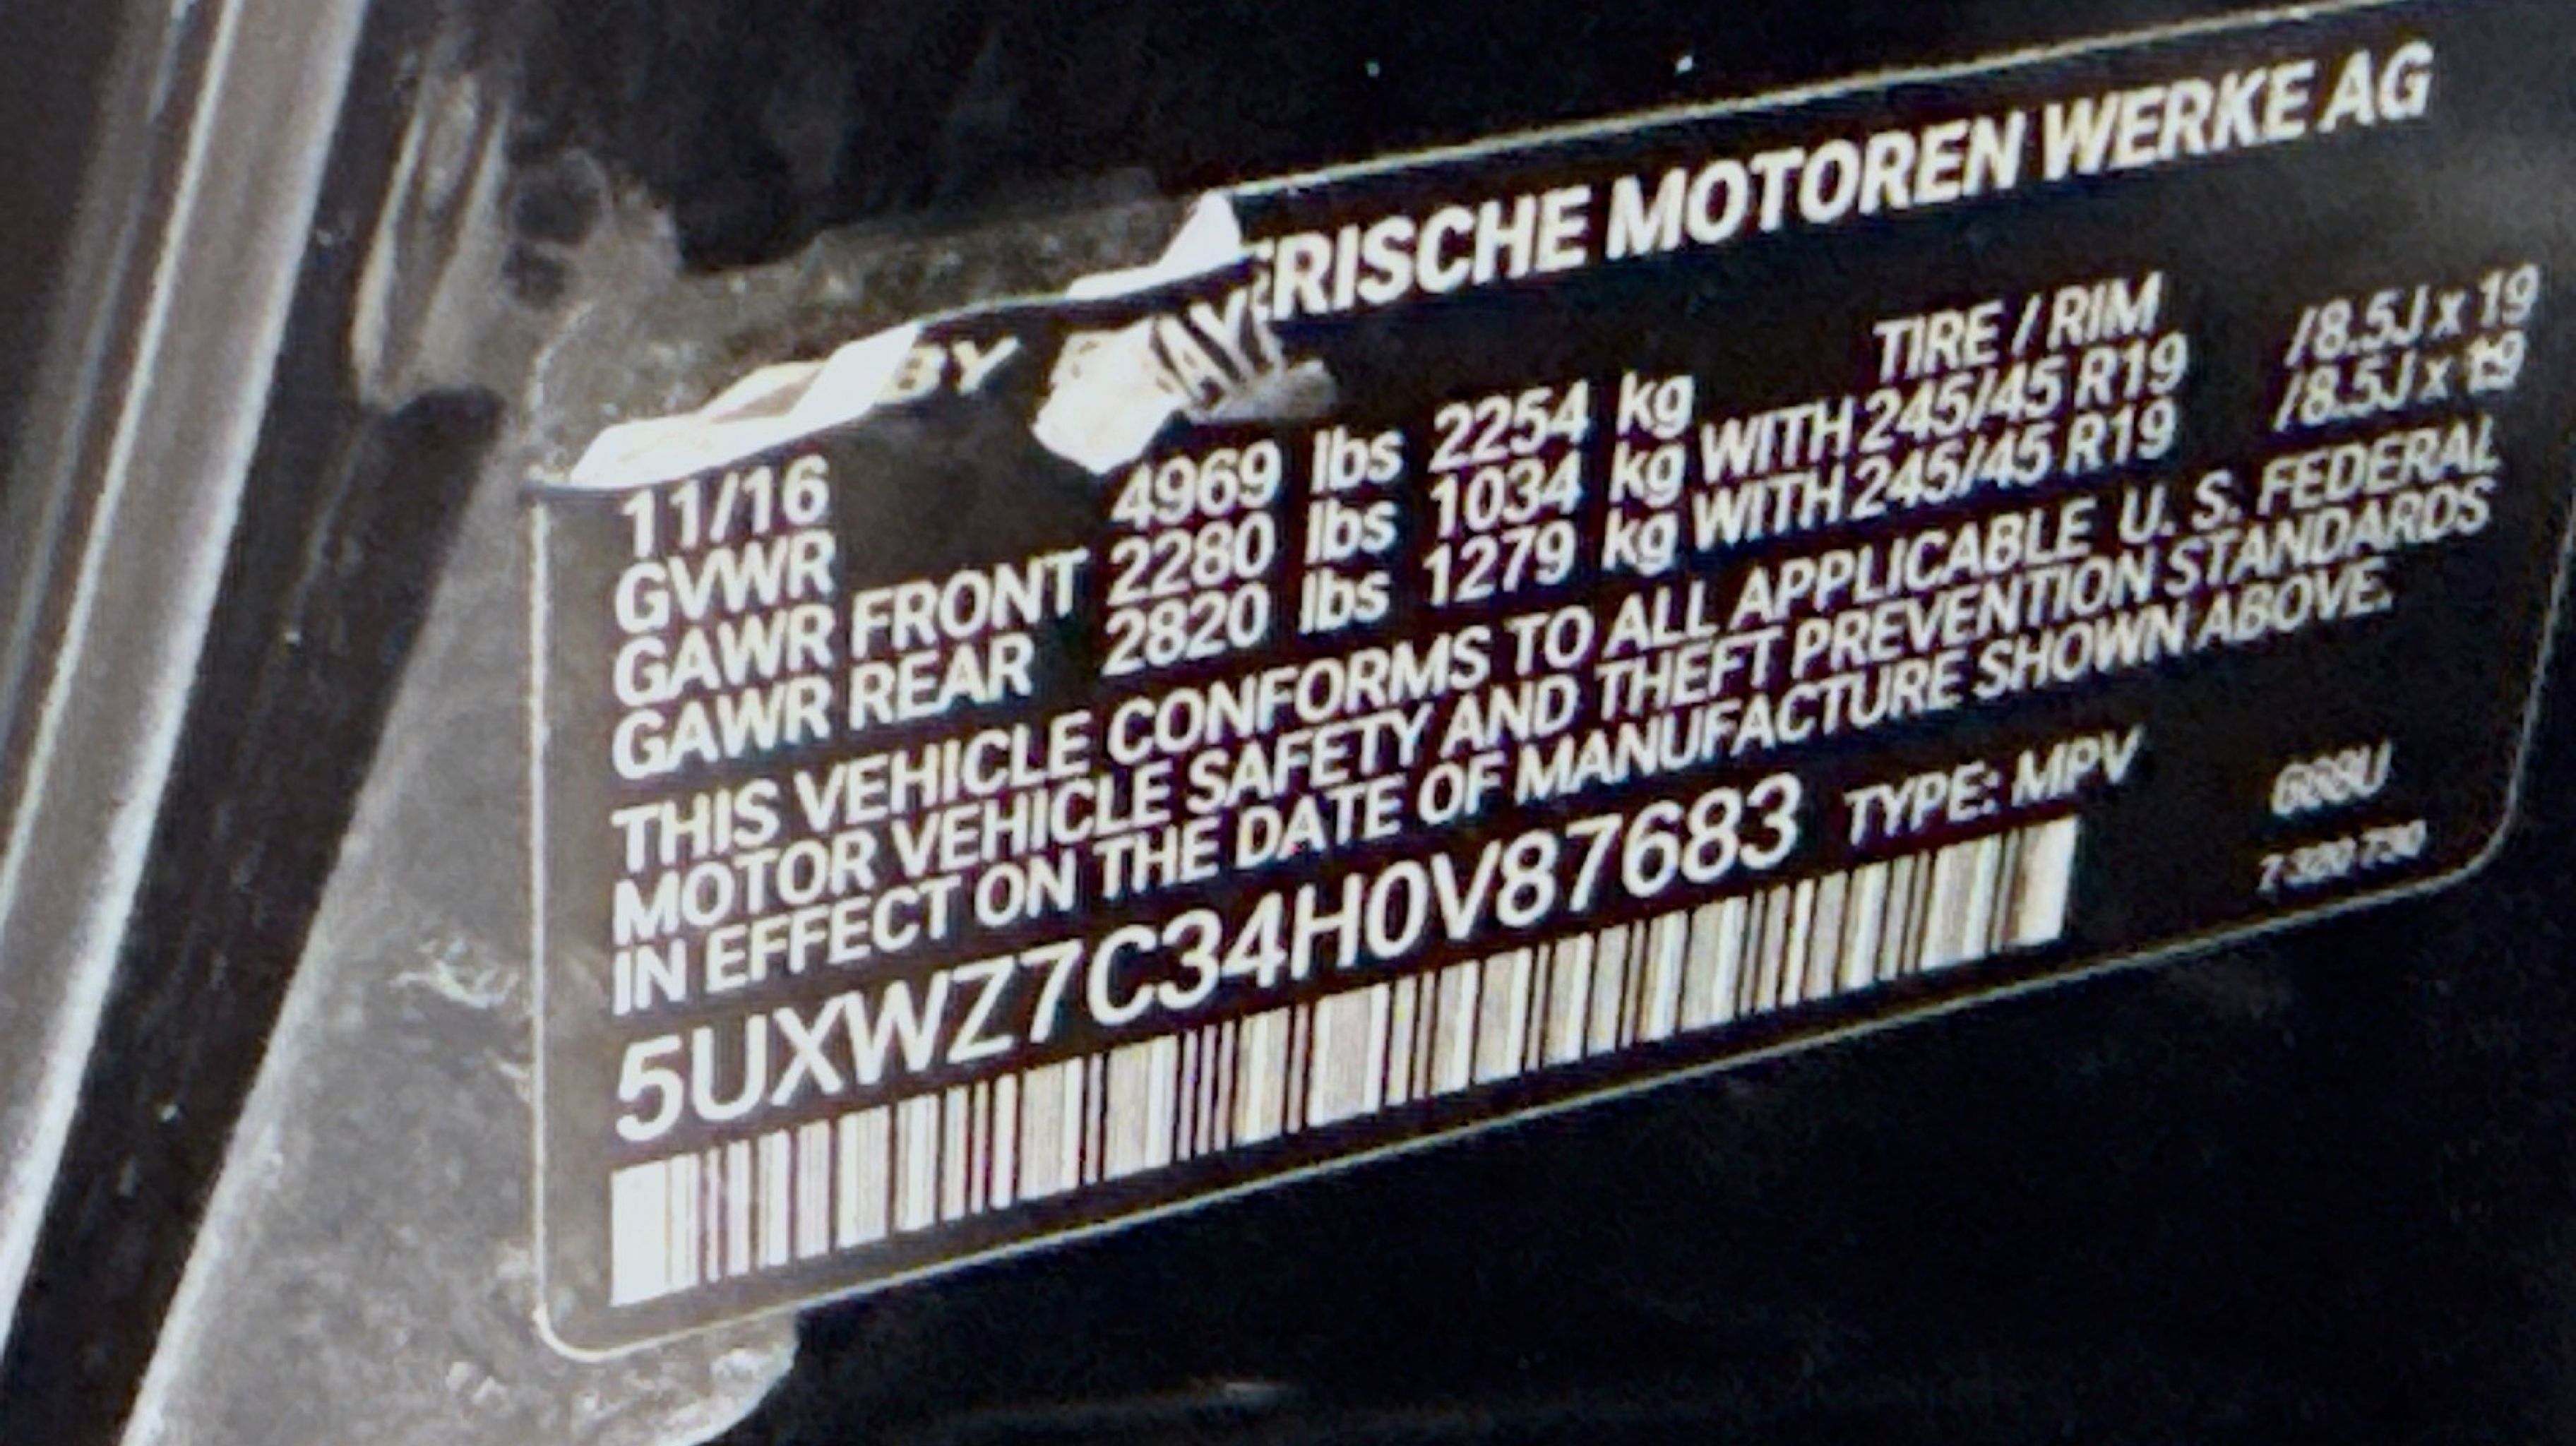 BY BAYERISCHE MOTOREN WERKE AG
11/16 TIRE / RIM
GVWR 4969 lbs 2254 kg
GAWR FRONT 2280 lbs 1034 kg WITH 245/45 R19 /8.5J x 19
GAWR REAR 2820 lbs 1279 kg WITH 245/45 R19 /8.5J x 19
THIS VEHICLE CONFORMS TO ALL APPLICABLE U. S. FEDERAL
MOTOR VEHICLE SAFETY AND THEFT PREVENTION STANDARDS
IN EFFECT ON THE DATE OF MANUFACTURE SHOWN ABOVE.
5UXWZ7C34H0V87683 TYPE: MPV